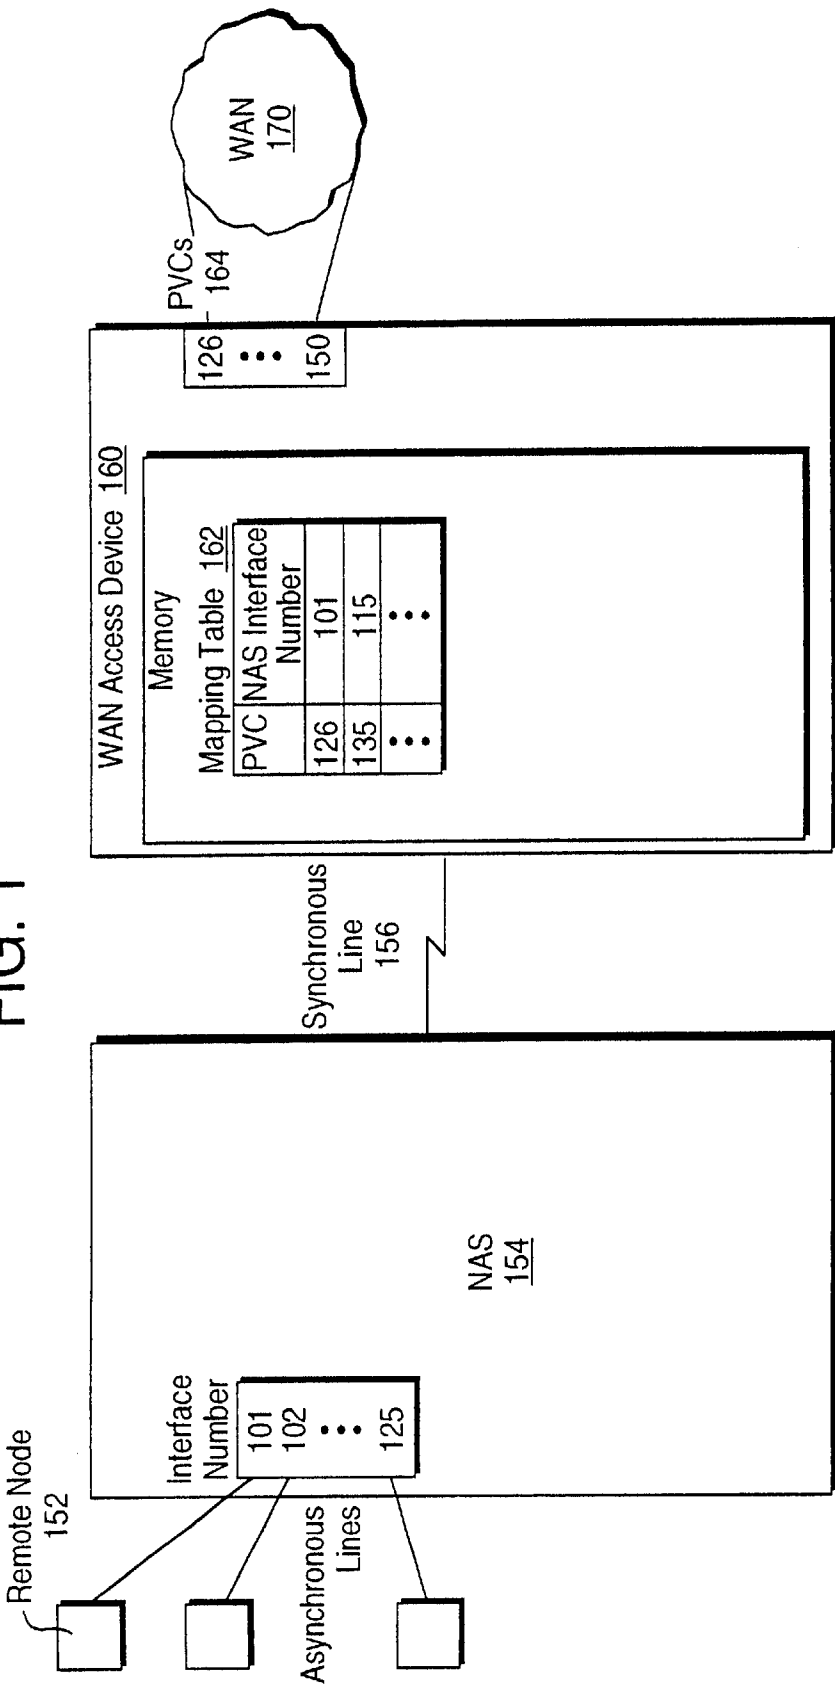 FIG. 1
Remote Node
152
Interface
Number
101
102
125
Asynchronous
Lines
NAS
154
Synchronous
Line
156
WAN Access Device 160
Memory
Mapping Table 162
PVC
NAS Interface
Number
126
101
135
115
126
150
PVCs
164
WAN
170